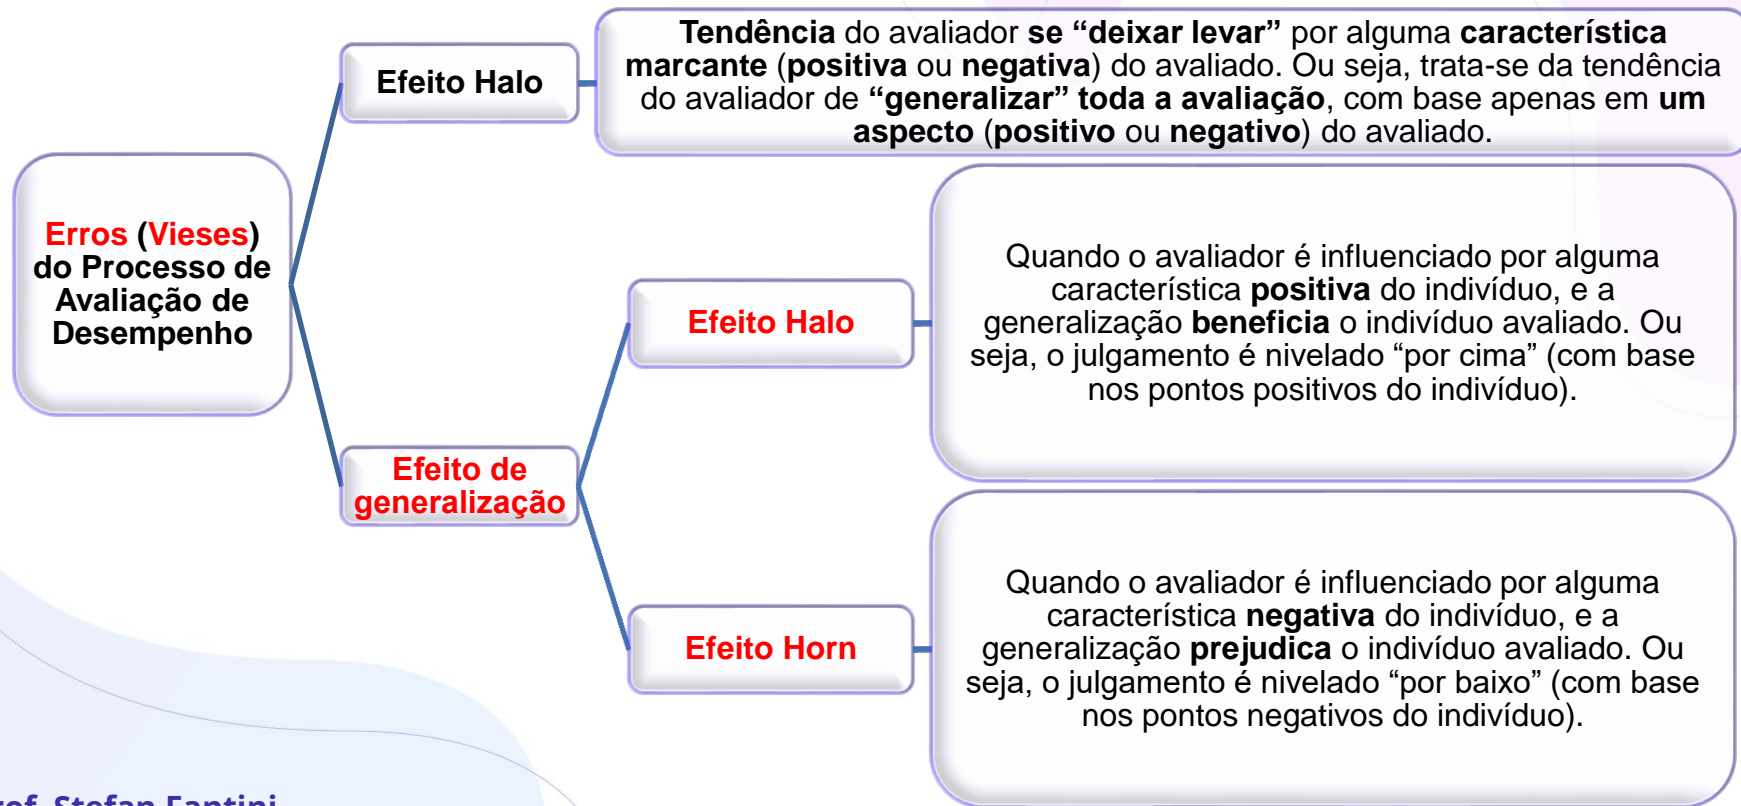 Tendência do avaliador se “deixar levar” por alguma característica
marcante (positiva ou negativa) do avaliado. Ou seja, trata-se da tendência
do avaliador de “generalizar” toda a avaliação, com base apenas em um
aspecto (positivo ou negativo) do avaliado.
Efeito Halo
Erros (Vieses)
do Processo de
Avaliação de
Desempenho
Quando o avaliador é influenciado por alguma
característica positiva do indivíduo, e a
generalização beneficia o indivíduo avaliado. Ou
seja, o julgamento é nivelado “por cima” (com base
nos pontos positivos do indivíduo).
Efeito Halo
Efeito de
generalização
Quando o avaliador é influenciado por alguma
característica negativa do indivíduo, e a
generalização prejudica o indivíduo avaliado. Ou
seja, o julgamento é nivelado “por baixo” (com base
nos pontos negativos do indivíduo).
Efeito Horn
Stefan Fantini